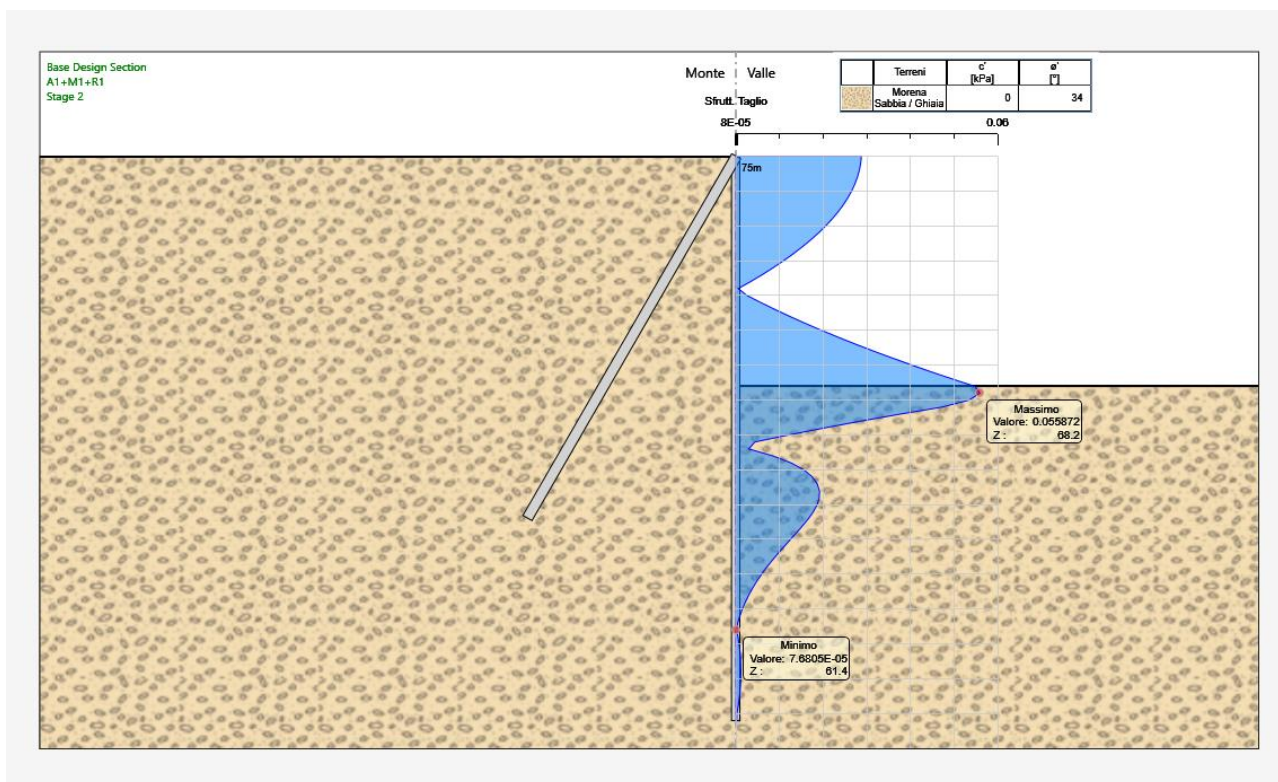 Base Design Section
A1+M1+R1
Stage 2
Monte Valle
Sfrutt. Taglio
8E-05 0.06
Terreni c' [kPa] ø' [°]
Morena Sabbia / Ghiaia 0 34
75m
Massimo
Valore: 0.055872
Z : 68.2
Minimo
Valore: 7.6805E-05
Z : 61.4